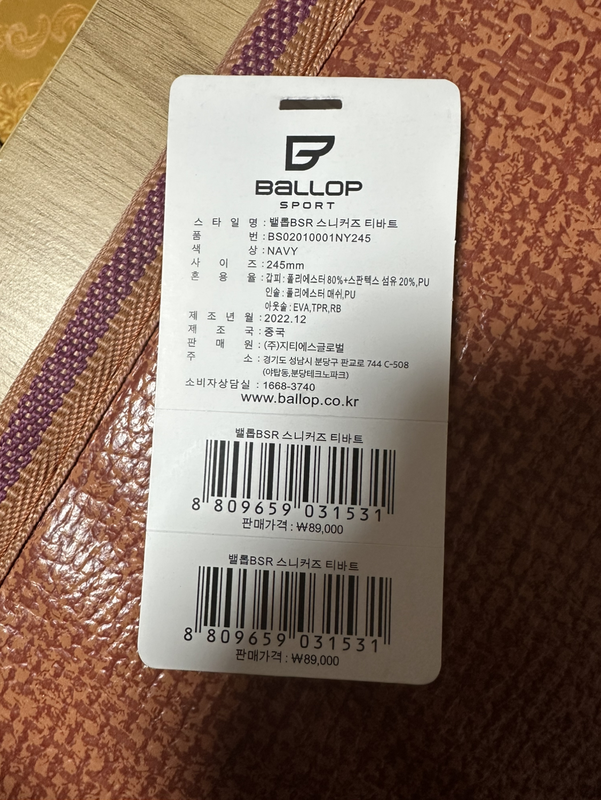 BALLOP
SPORT
스타일명 : 밸롭BSR 스니커즈 티바트
품번 : BS02010001NY245
색상 : NAVY
사이즈 : 245mm
혼용율 : 갑피 : 폴리에스터 80%+스판텍스 섬유 20%,PU
인솔 : 폴리에스터 매쉬,PU
아웃솔 : EVA,TPR,RB
제조년월 : 2022.12
제조국 : 중국
판매원 : (주)지티에스글로벌
주소 : 경기도 성남시 분당구 판교로 744 C-508
(야탑동,분당테크노파크)
소비자상담실 : 1668-3740
www.ballop.co.kr
밸롭BSR 스니커즈 티바트
8 809659 031531
판매가격 : ₩89,000
밸롭BSR 스니커즈 티바트
8 809659 031531
판매가격 : ₩89,000